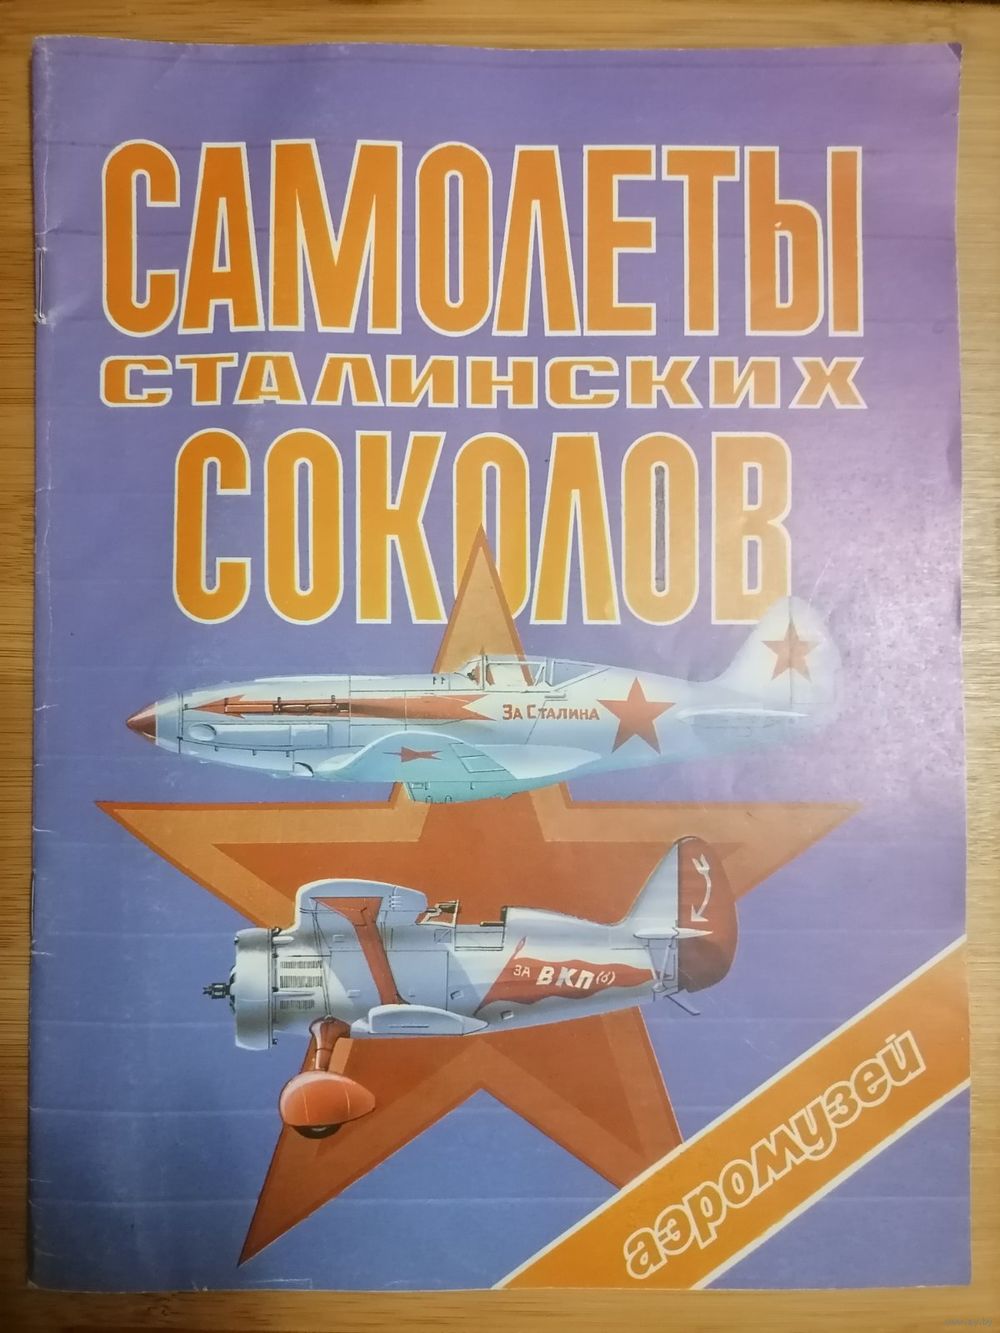 САМОЛЕТЫ
СТАЛИНСКИХ
СОКОЛОВ
ЗА СТАЛИНА
ЗА ВКП(б)
аэромузей